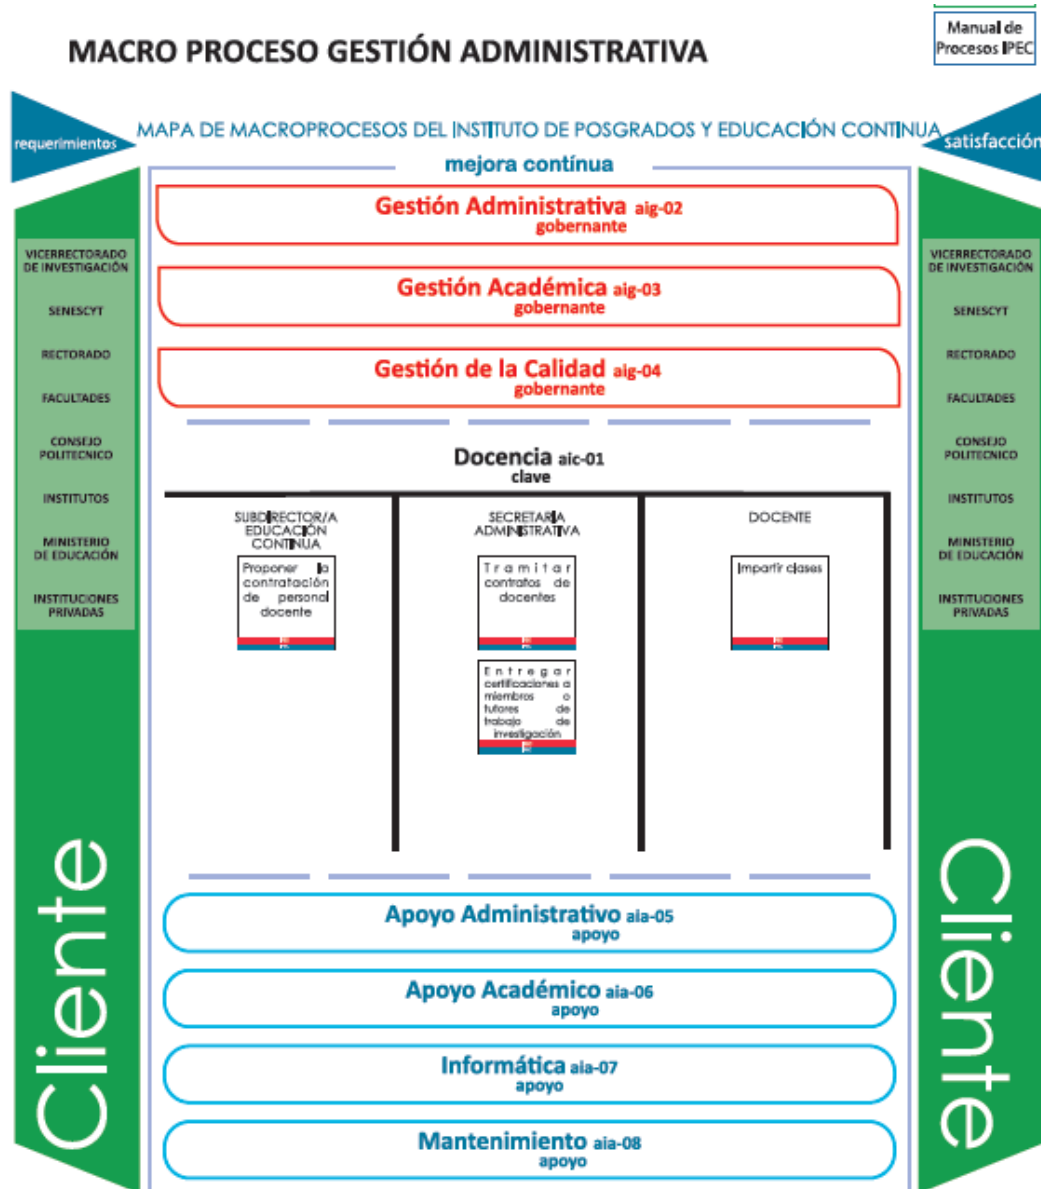 Manual de
Procesos IPEC
MACRO PROCESO GESTIÓN ADMINISTRATIVA
requerimientos
MAPA DE MACROPROCESOS DEL INSTITUTO DE POSGRADOS Y EDUCACIÓN CONTINUA
satisfacción
mejora contínua
Gestión Administrativa aig-02
gobernante
Gestión Académica aig-03
gobernante
Gestión de la Calidad aig-04
gobernante
VICERRECTORADO
DE INVESTIGACIÓN
SENESCYT
RECTORADO
FACULTADES
CONSEJO
POLITECNICO
INSTITUTOS
MINISTERIO
DE EDUCACIÓN
INSTITUCIONES
PRIVADAS
Cliente
Docencia aic-01
clave
SUBDIRECTOR/A
EDUCACIÓN
CONTINUA
Proponer la
contratación
de personal
docente
SECRETARIA
ADMINISTRATIVA
Tramitar
contratos de
docentes
Entregar
certificaciones a
miembros o
tutores de
trabajo de
investigación
DOCENTE
Impartir clases
Apoyo Administrativo aia-05
apoyo
Apoyo Académico aia-06
apoyo
Informática aia-07
apoyo
Mantenimiento aia-08
apoyo
VICERRECTORADO
DE INVESTIGACIÓN
SENESCYT
RECTORADO
FACULTADES
CONSEJO
POLITECNICO
INSTITUTOS
MINISTERIO
DE EDUCACIÓN
INSTITUCIONES
PRIVADAS
Cliente